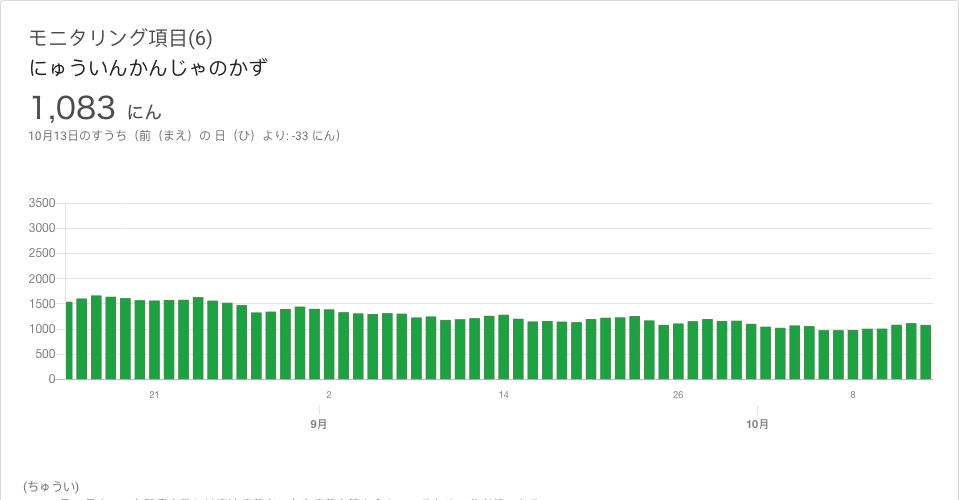 モニタリング項目(6)
にゅういんかんじゃのかず
1,083 にん
10月13日のすうち（前（まえ）の 日（ひ）より: -33 にん）
3500
3000
2500
2000
1500
1000
500
0
21 2 14 26 8
9月 10月
(ちゅうい)